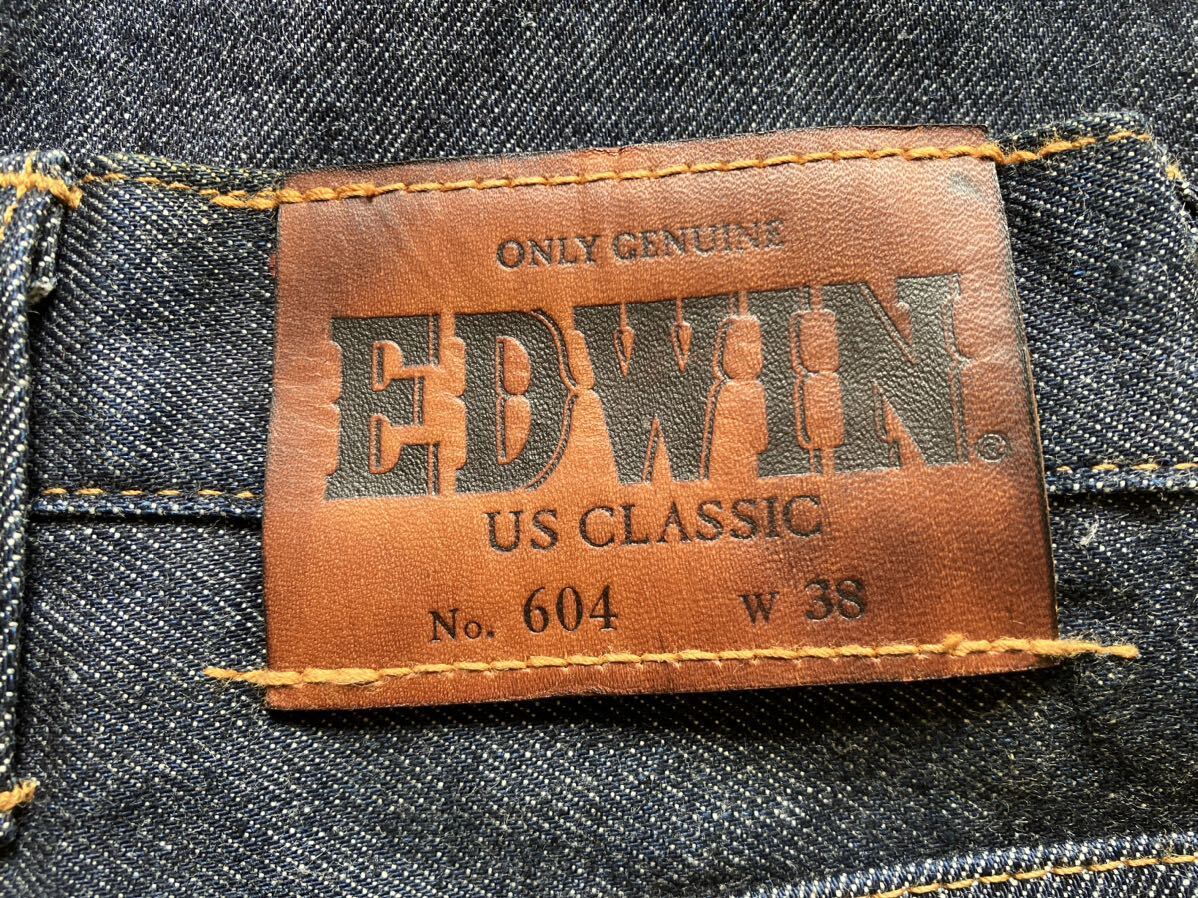 ONLY GENUINE
EDWIN®
US CLASSIC
No. 604 W 38